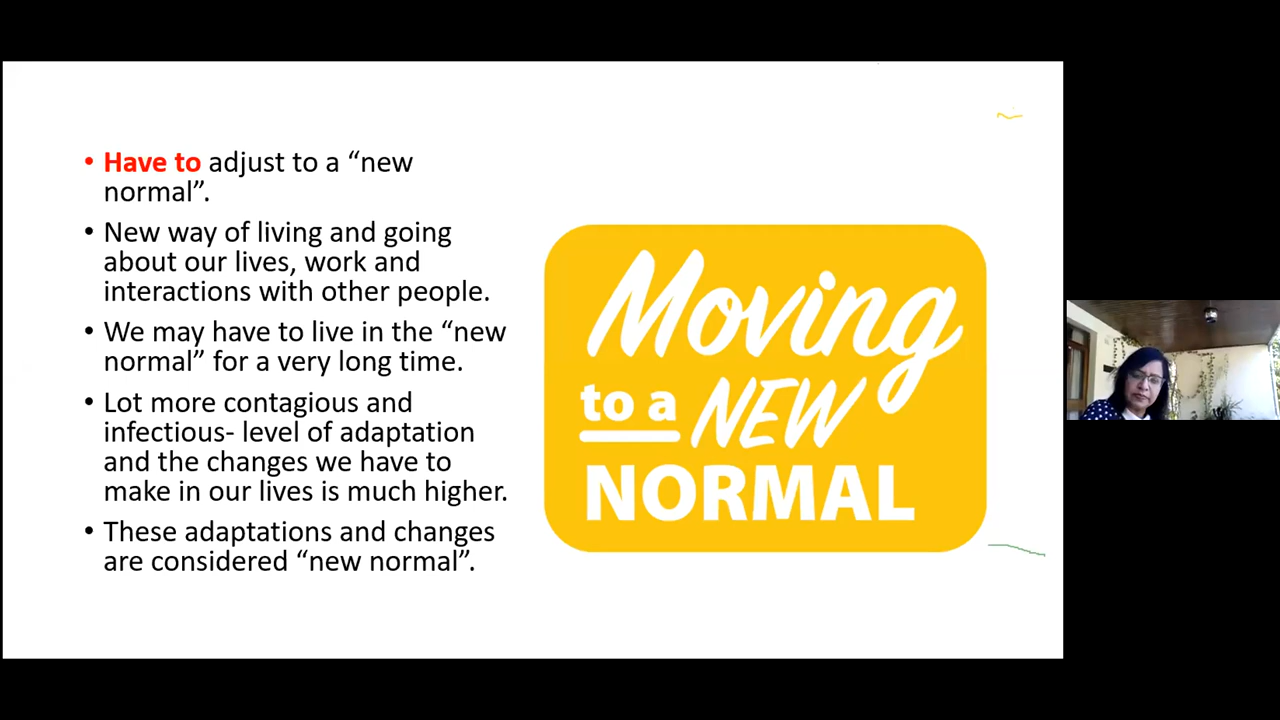 • Have to adjust to a “new
normal”.
• New way of living and going
about our lives, work and
interactions with other people.
• We may have to live in the “new
normal” for a very long time.
• Lot more contagious and
infectious- level of adaptation
and the changes we have to
make in our lives is much higher.
• These adaptations and changes
are considered “new normal”.
Moving
to a NEW
NORMAL